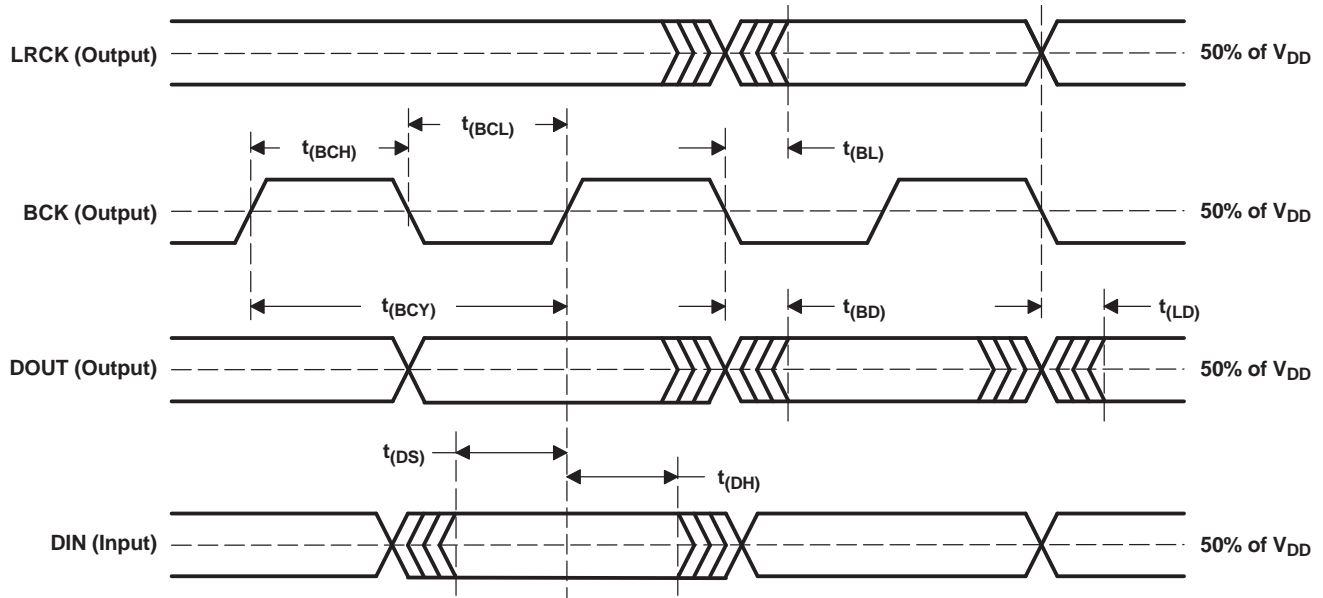 LRCK (Output)
50% of VDD
t(BCH)
t(BCL)
t(BL)
BCK (Output)
50% of VDD
t(BCY)
t(BD)
t(LD)
DOUT (Output)
50% of VDD
t(DS)
t(DH)
DIN (Input)
50% of VDD